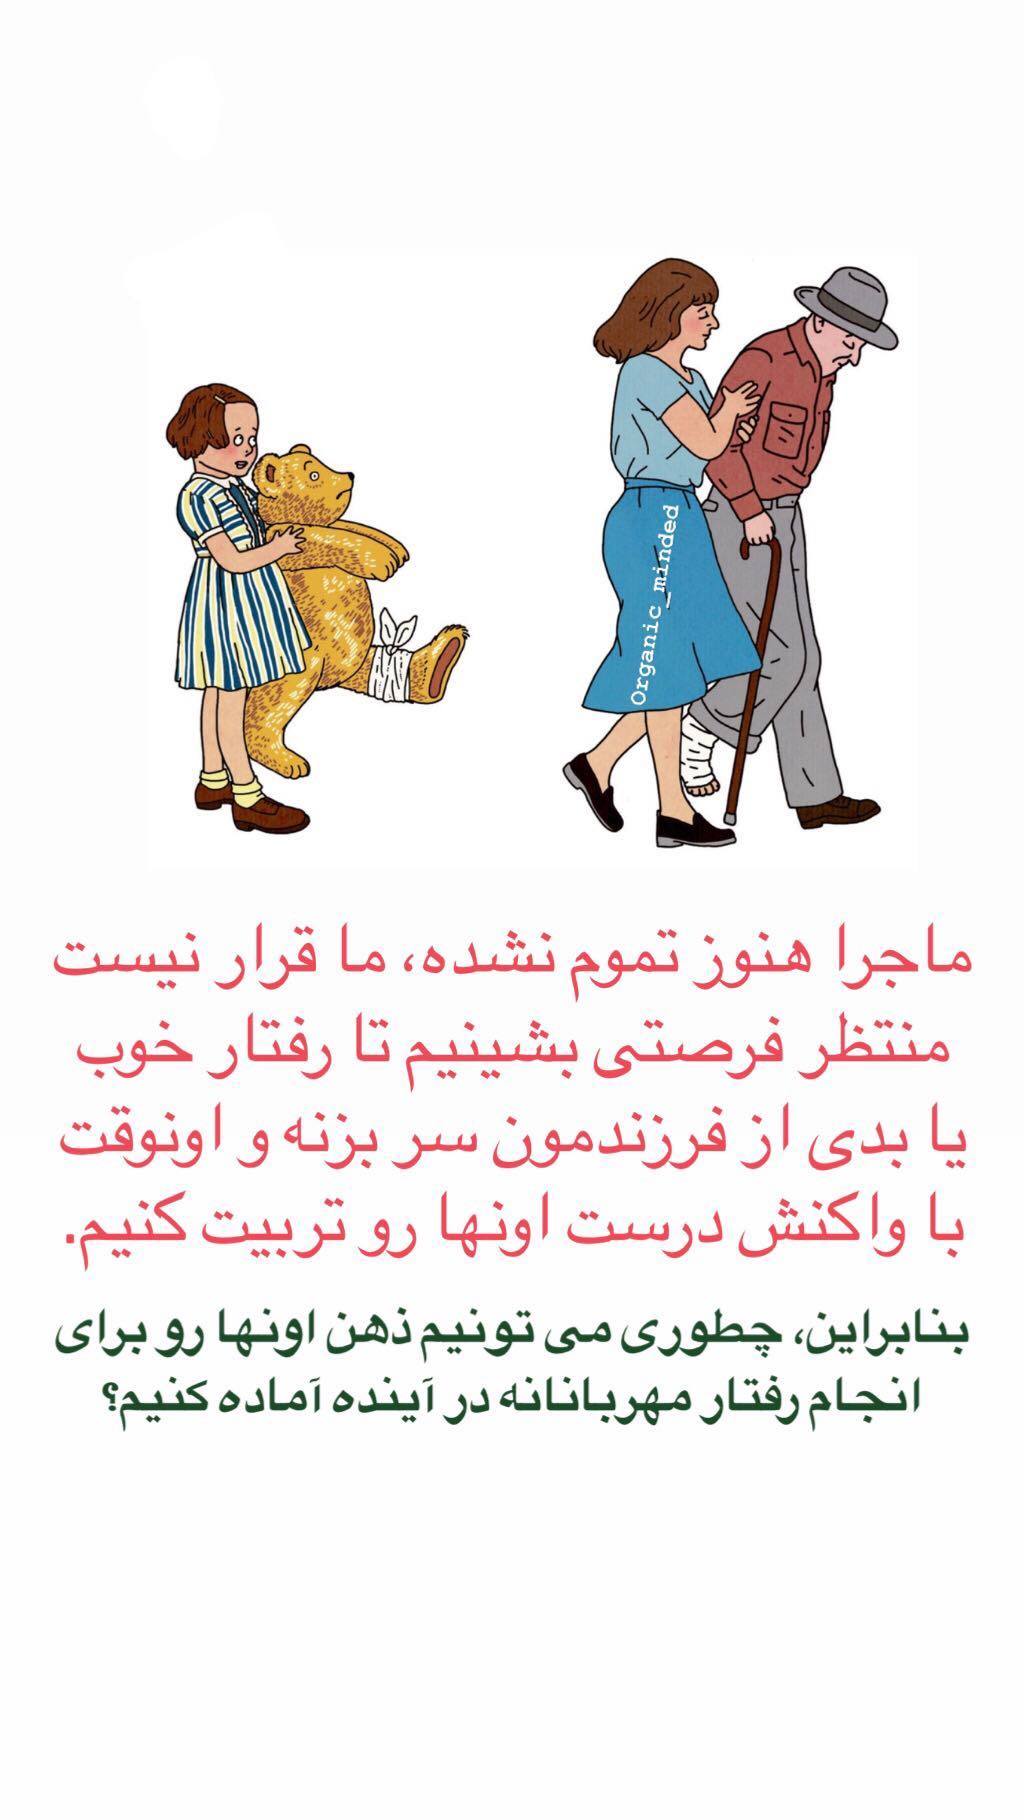 Organic_minded
ماجرا هنوز تموم نشده، ما قرار نیست
منتظر فرصتی بشینیم تا رفتار خوب
یا بدی از فرزندمون سر بزنه و اونوقت
با واکنش درست اونها رو تربیت کنیم.
بنابراین، چطوری می تونیم ذهن اونها رو برای
انجام رفتار مهربانانه در آینده آماده کنیم؟